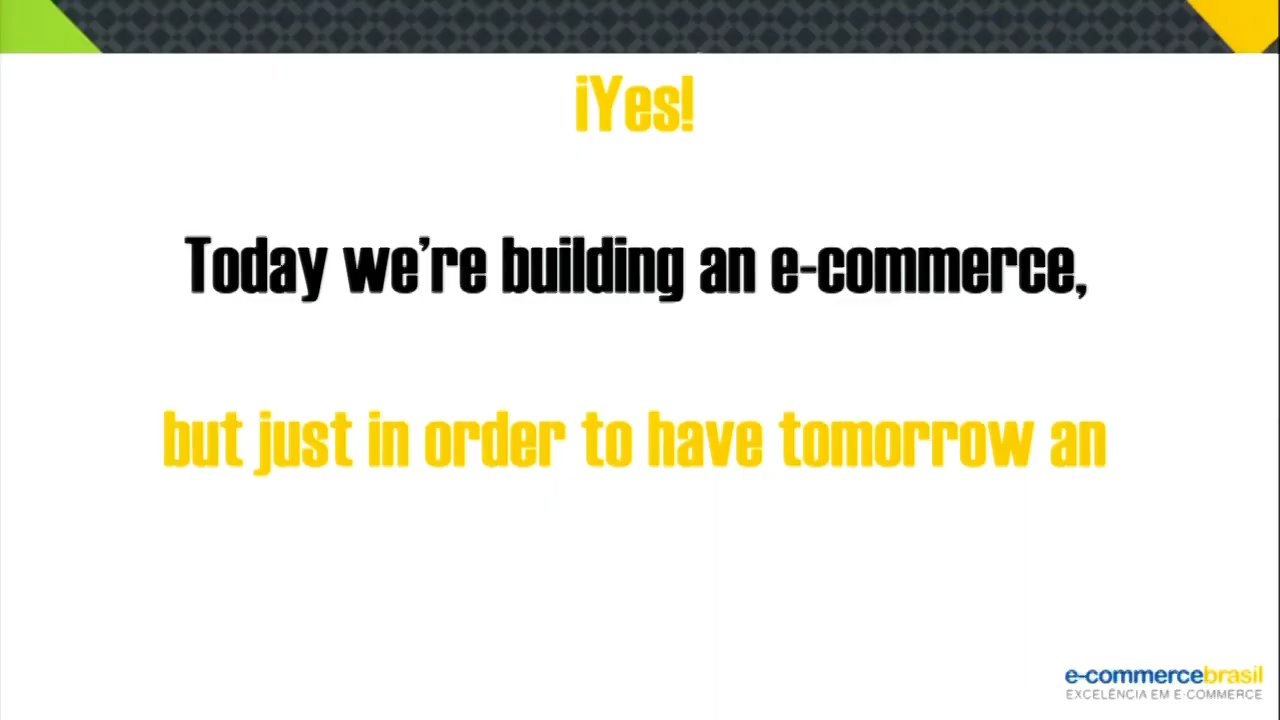 ¡Yes!
Today we're building an e-commerce,
but just in order to have tomorrow an
e-commercebrasil
EXCELÊNCIA EM E-COMMERCE